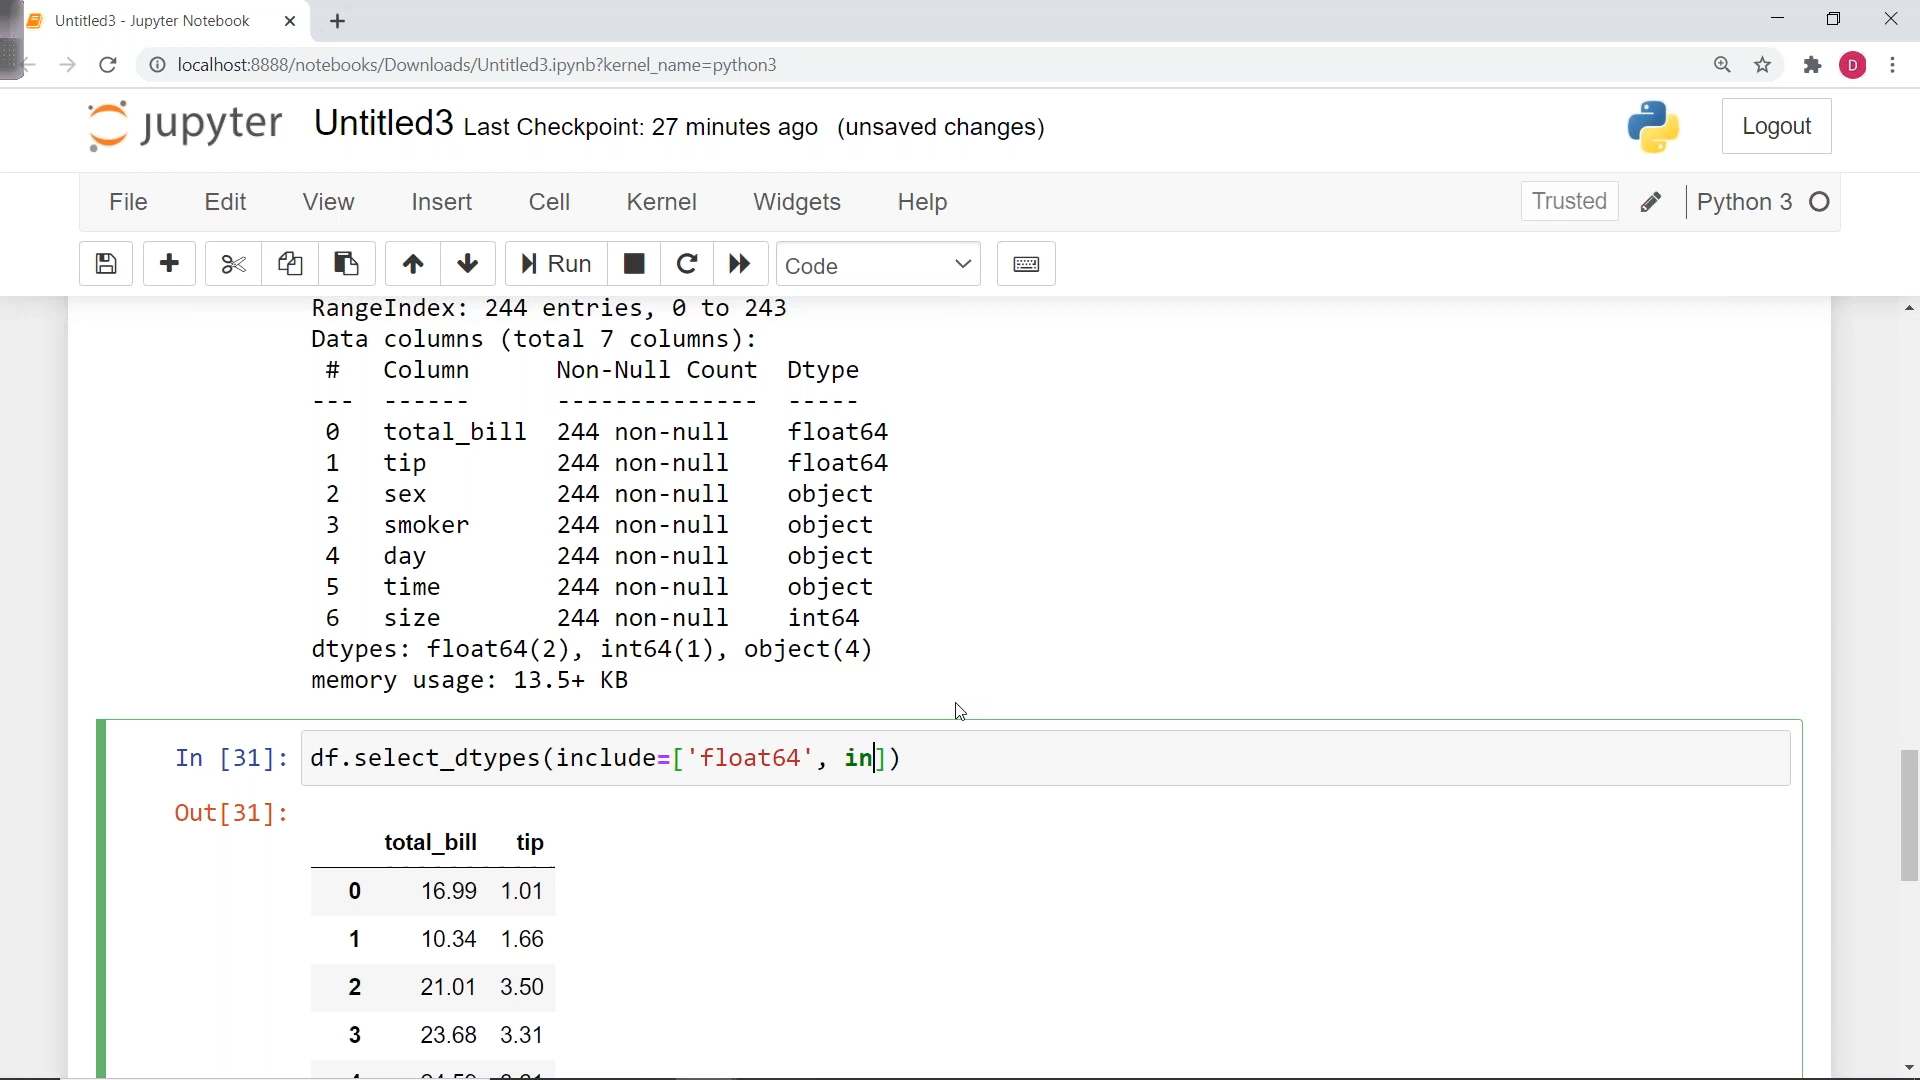 Untitled3 - Jupyter Notebook
localhost:8888/notebooks/Downloads/Untitled3.ipynb?kernel_name=python3
D
jupyter Untitled3 Last Checkpoint: 27 minutes ago (unsaved changes)
Logout
File Edit View Insert Cell Kernel Widgets Help
Trusted
Python 3
Run
Code
RangeIndex: 244 entries, 0 to 243
Data columns (total 7 columns):
# Column Non-Null Count Dtype
--- ------ -------------- -----
0 total_bill 244 non-null float64
1 tip 244 non-null float64
2 sex 244 non-null object
3 smoker 244 non-null object
4 day 244 non-null object
5 time 244 non-null object
6 size 244 non-null int64
dtypes: float64(2), int64(1), object(4)
memory usage: 13.5+ KB
In [31]: df.select_dtypes(include=['float64', in])
Out[31]:
total_bill tip
0 16.99 1.01
1 10.34 1.66
2 21.01 3.50
3 23.68 3.31